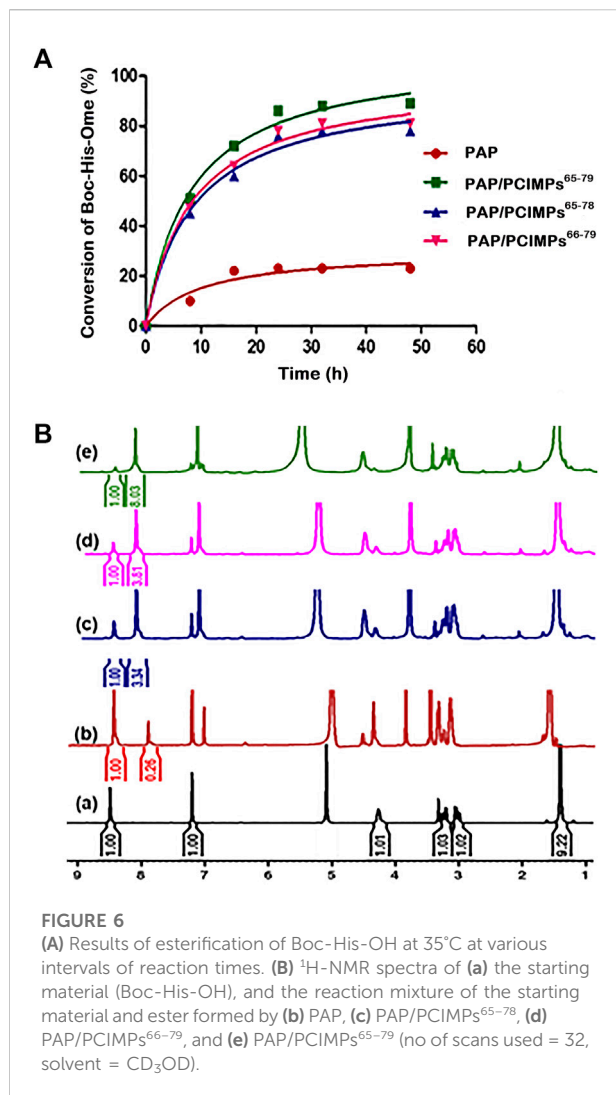 A
Conversion of Boc-His-Ome (%)
100
80
60
40
20
0
0 10 20 30 40 50 60
Time (h)
PAP
PAP/PCIMPs65-79
PAP/PCIMPs65-78
PAP/PCIMPs66-79
B
(e)
1.00 8.03
(d)
1.00 3.61
(c)
1.00 3.34
(b)
1.00 0.26
(a)
1.00 1.00 1.01 1.03 1.02 9.22
9 8 7 6 5 4 3 2 1
FIGURE 6
(A) Results of esterification of Boc-His-OH at 35°C at various
intervals of reaction times. (B) 1H-NMR spectra of (a) the starting
material (Boc-His-OH), and the reaction mixture of the starting
material and ester formed by (b) PAP, (c) PAP/PCIMPs65–78, (d)
PAP/PCIMPs66–79, and (e) PAP/PCIMPs65–79 (no of scans used = 32,
solvent = CD3OD).